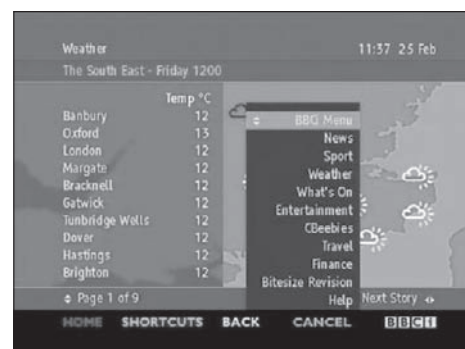 Weather 11:37 25 Feb
The South East - Friday 1200
Temp °C
Banbury 12
Oxford 13
London 12
Margate 12
Bracknell 12
Gatwick 12
Tunbridge Wells 12
Dover 12
Hastings 12
Brighton 12
BBC Menu
News
Sport
Weather
What's On
Entertainment
CBeebies
Travel
Finance
Bitesize Revision
Help
Page 1 of 9 Next Story
HOME SHORTCUTS BACK CANCEL BBCi